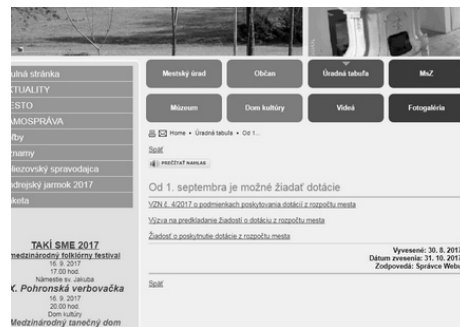 ulná stránka
KTUALITY
ESTO
AMOSPRÁVA
ľby
znamy
liezovský spravodajca
ndrejský jarmok 2017
keta
TAKÍ SME 2017
medzinárodný folklórny festival
16. 9. 2017
17.00 hod.
Námestie sv. Jakuba
X. Pohronská verbovačka
16. 9. 2017
20.00 hod.
Dom kultúry
Medzinárodný tanečný dom
Mestský úrad
Občan
Úradná tabuľa
MsZ
Múzeum
Dom kultúry
Videá
Fotogaléria
Home • Úradná tabuľa • Od 1...
Späť
PREČÍTAŤ NAHLAS
Od 1. septembra je možné žiadať dotácie
VZN č. 4/2017 o podmienkach poskytovania dotácií z rozpočtu mesta
Výzva na predkladanie žiadostí o dotáciu z rozpočtu mesta
Žiadosť o poskytnutie dotácie z rozpočtu mesta
Vyvesené: 30. 8. 2017
Dátum zvesenia: 31. 10. 2017
Zodpovedá: Správce Webu
Späť